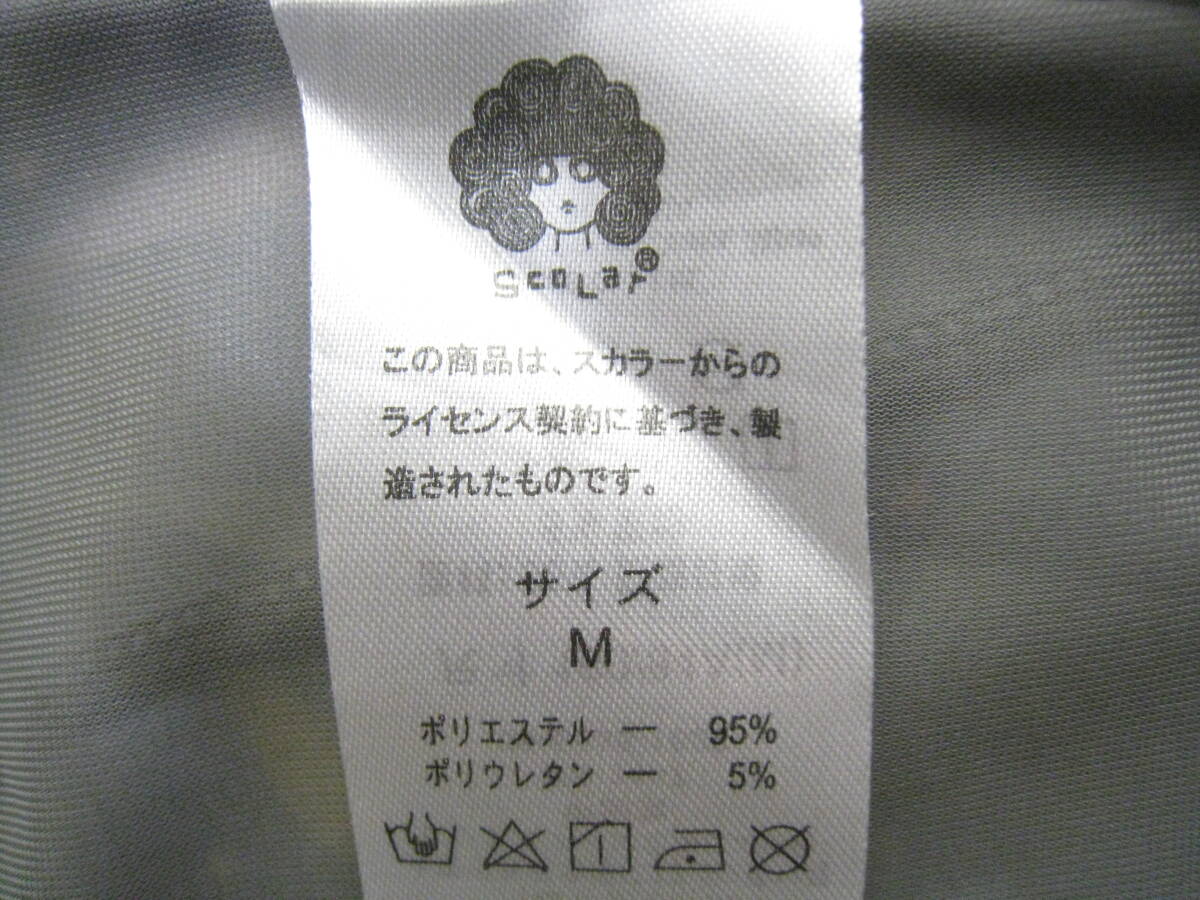 ScoLar®
この商品は、スカラーからの
ライセンス契約に基づき、製
造されたものです。
サイズ
M
ポリエステル ー 95%
ポリウレタン ー 5%